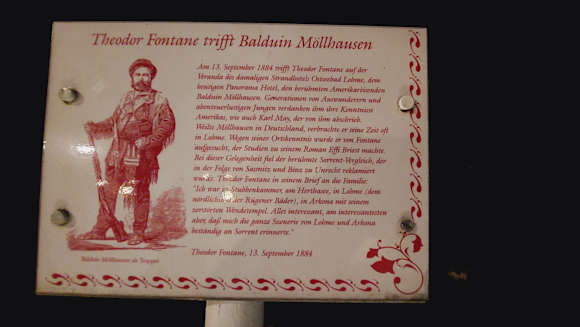 Theodor Fontane trifft Balduin Möllhausen
Am 13. September 1884 trifft Theodor Fontane auf der
Veranda des damaligen Strandhotels Ostseebad Lohme, dem
heutigen Panorama Hotel, den berühmten Amerikareisenden
Balduin Möllhausen. Generationen von Auswanderern und
abenteuerlustigen Jungen verdanken ihm ihre Kenntnisse
Amerikas, wie auch Karl May, der von ihm abschrieb.
Weilte Möllhausen in Deutschland, verbrachte er seine Zeit oft
in Lohme. Wegen seiner Ortskenntnis wurde er von Fontane
aufgesucht, der Studien zu seinem Roman Effi Briest machte.
Bei dieser Gelegenheit fiel der berühmte Sorrent-Vergleich, der
in der Folge von Sassnitz und Binz zu Unrecht reklamiert
wurde. Theodor Fontane in seinem Brief an die Familie:
"Ich war in Stubbenkammer, am Herthasee, in Lohme (dem
nördlichsten der Rügener Bäder), in Arkona mit seinem
zerstörten Wendetempel. Alles interessant, am interessantesten
aber, daß mich die ganze Szenerie von Lohme und Arkona
beständig an Sorrent erinnerte."
Theodor Fontane, 13. September 1884
Balduin Möllhausen als Trapper